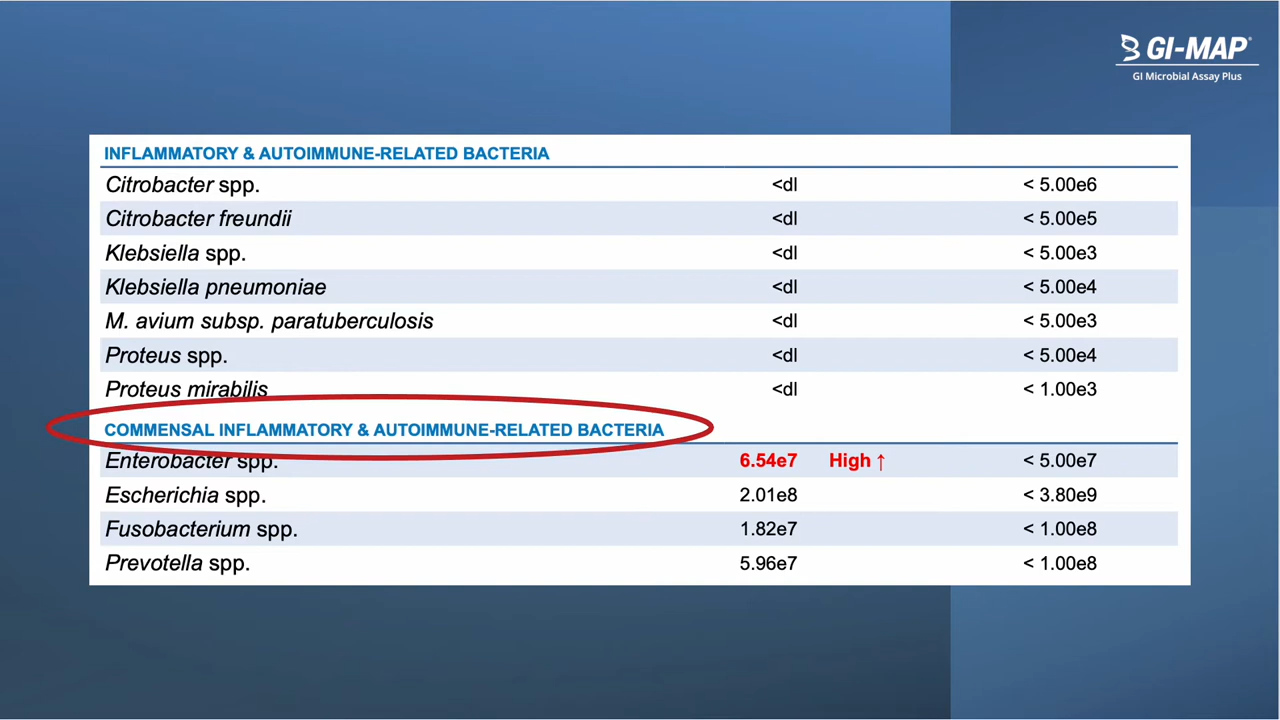 GI-MAP®
GI Microbial Assay Plus
INFLAMMATORY & AUTOIMMUNE-RELATED BACTERIA
Citrobacter spp. <dl < 5.00e6
Citrobacter freundii <dl < 5.00e5
Klebsiella spp. <dl < 5.00e3
Klebsiella pneumoniae <dl < 5.00e4
M. avium subsp. paratuberculosis <dl < 5.00e3
Proteus spp. <dl < 5.00e4
Proteus mirabilis <dl < 1.00e3
COMMENSAL INFLAMMATORY & AUTOIMMUNE-RELATED BACTERIA
Enterobacter spp. 6.54e7 High ↑ < 5.00e7
Escherichia spp. 2.01e8 < 3.80e9
Fusobacterium spp. 1.82e7 < 1.00e8
Prevotella spp. 5.96e7 < 1.00e8